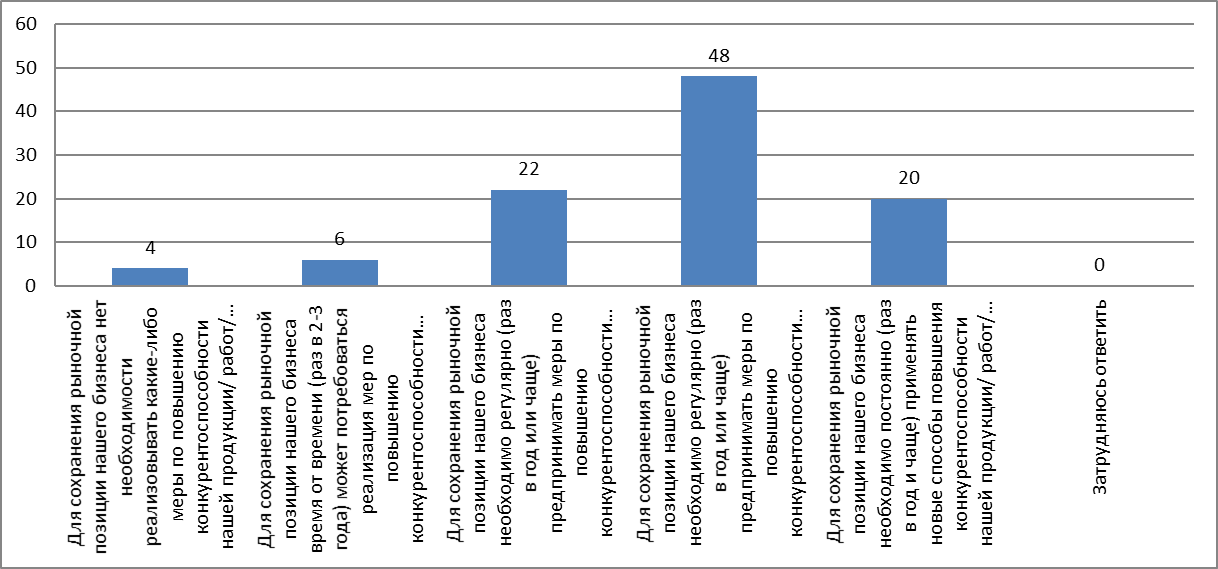 60
50
40
30
20
10
0
4
6
22
48
20
0
Для сохранения рыночной
позиции нашего бизнеса нет
необходимости
реализовывать какие-либо
меры по повышению
конкурентоспособности
нашей продукции/ работ/...
Для сохранения рыночной
позиции нашего бизнеса
время от времени (раз в 2-3
года) может потребоваться
реализация мер по
повышению
конкурентоспособности...
Для сохранения рыночной
позиции нашего бизнеса
необходимо регулярно (раз
в год или чаще)
предпринимать меры по
повышению
конкурентоспособности...
Для сохранения рыночной
позиции нашего бизнеса
необходимо регулярно (раз
в год или чаще)
предпринимать меры по
повышению
конкурентоспособности...
Для сохранения рыночной
позиции нашего бизнеса
необходимо постоянно (раз
в год и чаще) применять
новые способы повышения
конкурентоспособности
нашей продукции/ работ/...
Затрудняюсь ответить